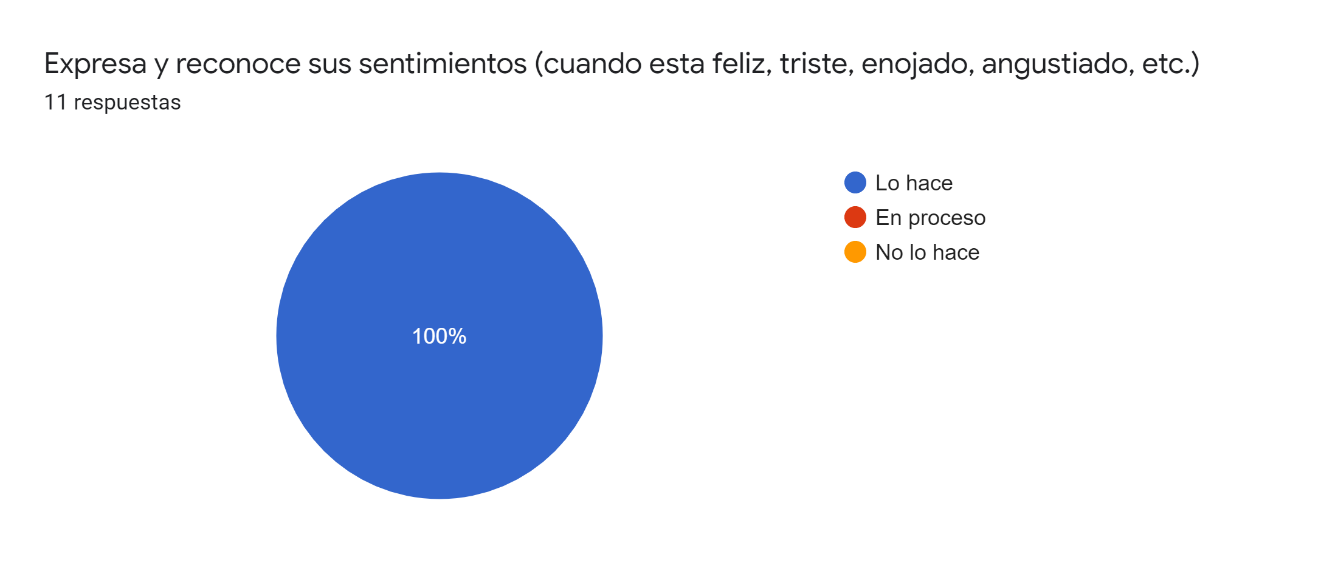 Expresa y reconoce sus sentimientos (cuando esta feliz, triste, enojado, angustiado, etc.)
11 respuestas
Lo hace
En proceso
No lo hace
100%